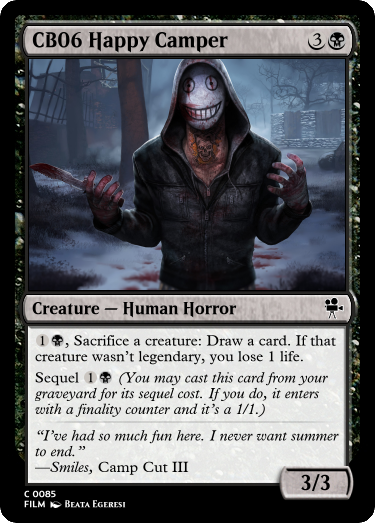 CB06 Happy Camper 3
Creature — Human Horror
1, Sacrifice a creature: Draw a card. If that
creature wasn't legendary, you lose 1 life.
Sequel 1 (You may cast this card from your
graveyard for its sequel cost. If you do, it enters
with a finality counter and it's a 1/1.)
"I've had so much fun here. I never want summer
to end."
—Smiles, Camp Cut III
3/3
C 0085
FILM Beata Egeresi